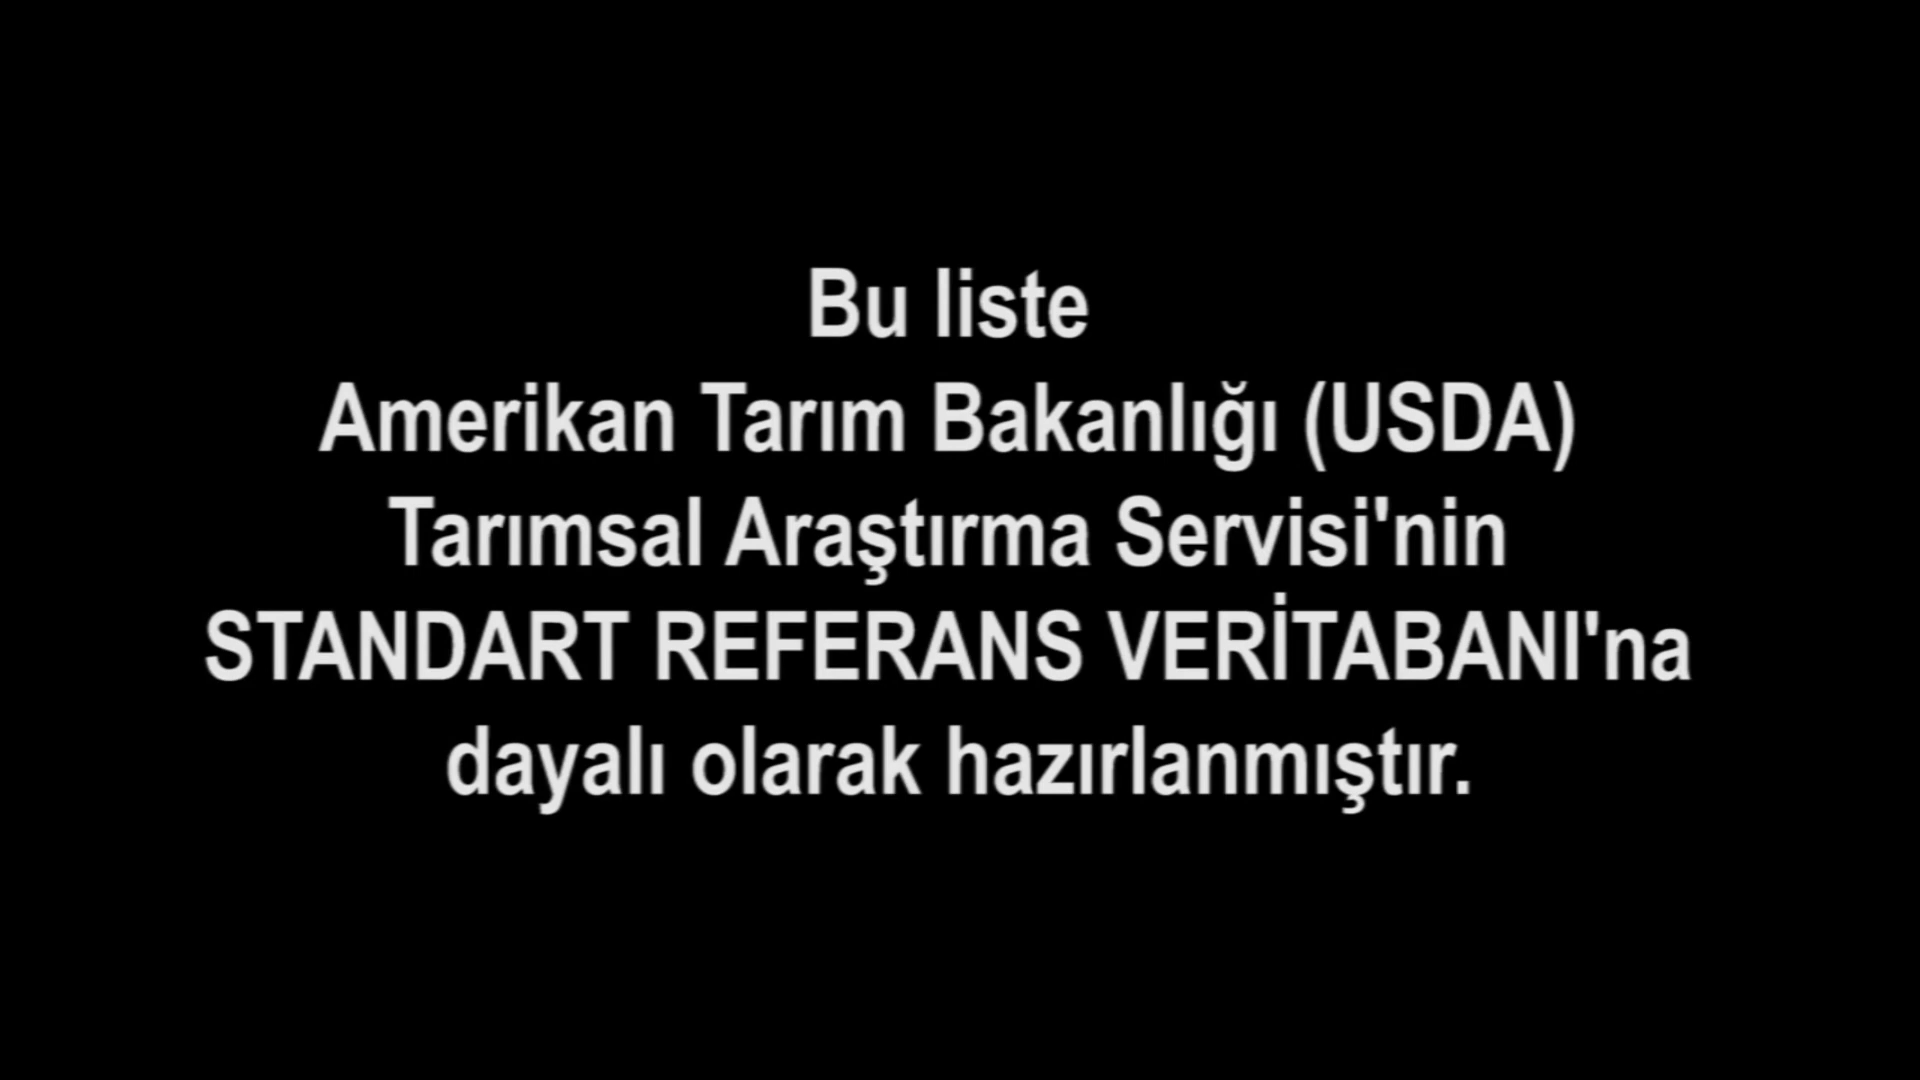 Bu liste
Amerikan Tarım Bakanlığı (USDA)
Tarımsal Araştırma Servisi'nin
STANDART REFERANS VERİTABANI'na
dayalı olarak hazırlanmıştır.